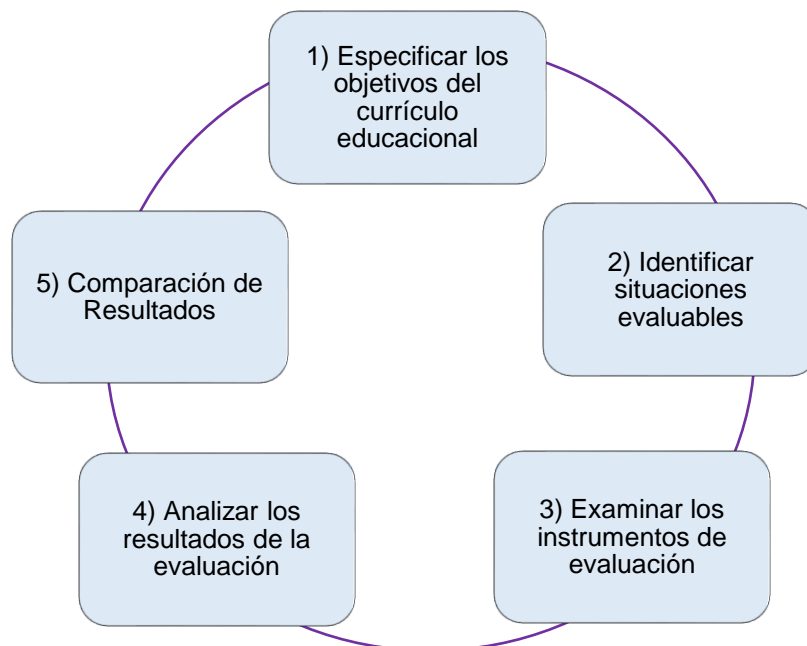 1) Especificar los
objetivos del
currículo
educacional
2) Identificar
situaciones
evaluables
3) Examinar los
instrumentos de
evaluación
4) Analizar los
resultados de la
evaluación
5) Comparación de
Resultados